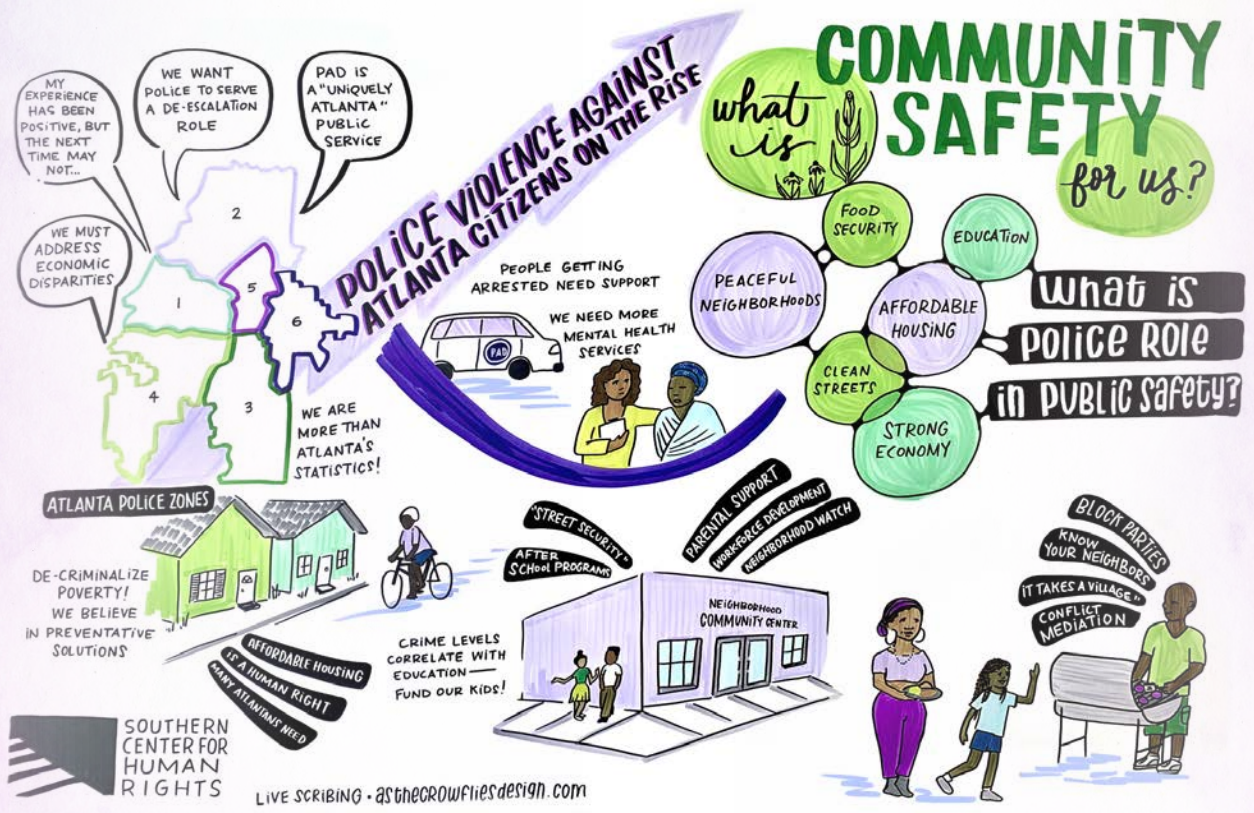 MY
EXPERIENCE
HAS BEEN
POSITIVE, BUT
THE NEXT
TIME MAY
NOT...
WE WANT
POLICE TO SERVE
A DE-ESCALATION
ROLE
PAD IS
A "UNIQUELY
ATLANTA"
PUBLIC
SERVICE
WE MUST
ADDRESS
ECONOMIC
DISPARITIES
2
1
5
6
4
3
ATLANTA POLICE ZONES
WE ARE
MORE THAN
ATLANTA'S
STATISTICS!
POLICE VIOLENCE AGAINST
ATLANTA CITIZENS ON THE RISE
PEOPLE GETTING
ARRESTED NEED SUPPORT
WE NEED MORE
MENTAL HEALTH
SERVICES
PAD
what
is
COMMUNITY
SAFETY
for us?
FOOD
SECURITY
EDUCATION
PEACEFUL
NEIGHBORHOODS
AFFORDABLE
HOUSING
CLEAN
STREETS
STRONG
ECONOMY
What is
POLICE ROLE
in PUBLIC SAFETY?
DE-CRIMINALIZE
POVERTY!
WE BELIEVE
IN PREVENTATIVE
SOLUTIONS
AFFORDABLE HOUSING
IS A HUMAN RIGHT
MANY ATLANTANS NEED
CRIME LEVELS
CORRELATE WITH
EDUCATION—
FUND OUR KIDS!
"STREET SECURITY"
AFTER
SCHOOL PROGRAMS
PARENTAL SUPPORT
WORKFORCE DEVELOPMENT
NEIGHBORHOOD WATCH
NEIGHBORHOOD
COMMUNITY CENTER
BLOCK PARTIES
KNOW
YOUR NEIGHBORS
IT TAKES A VILLAGE"
CONFLICT
MEDIATION
SOUTHERN
CENTER FOR
HUMAN
RIGHTS
LIVE SCRIBING • asthecrowfliesdesign.com